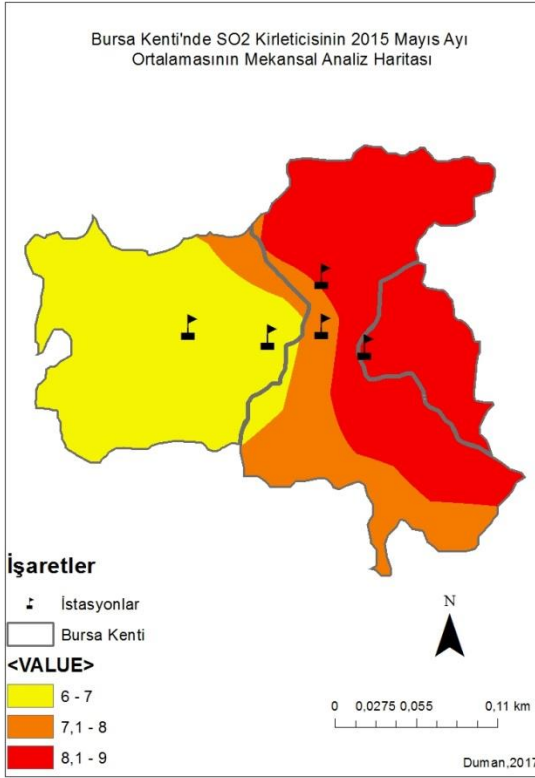 Bursa Kenti'nde SO2 Kirleticisinin 2015 Mayıs Ayı
Ortalamasının Mekansal Analiz Haritası
İşaretler
İstasyonlar
Bursa Kenti
<VALUE>
6 - 7
7,1 - 8
8,1 - 9
N
0 0,0275 0,055 0,11 km
Duman,2017